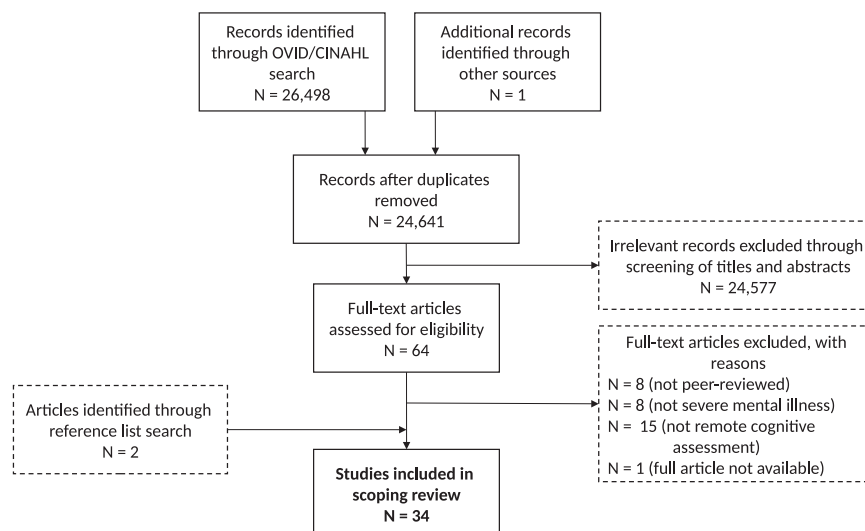 Records identified
through OVID/CINAHL
search
N = 26,498
Additional records
identified through
other sources
N = 1
Records after duplicates
removed
N = 24,641
Irrelevant records excluded through
screening of titles and abstracts
N = 24,577
Full-text articles
assessed for eligibility
N = 64
Full-text articles excluded, with
reasons
N = 8 (not peer-reviewed)
N = 8 (not severe mental illness)
N = 15 (not remote cognitive
assessment)
N = 1 (full article not available)
Articles identified through
reference list search
N = 2
Studies included in
scoping review
N = 34